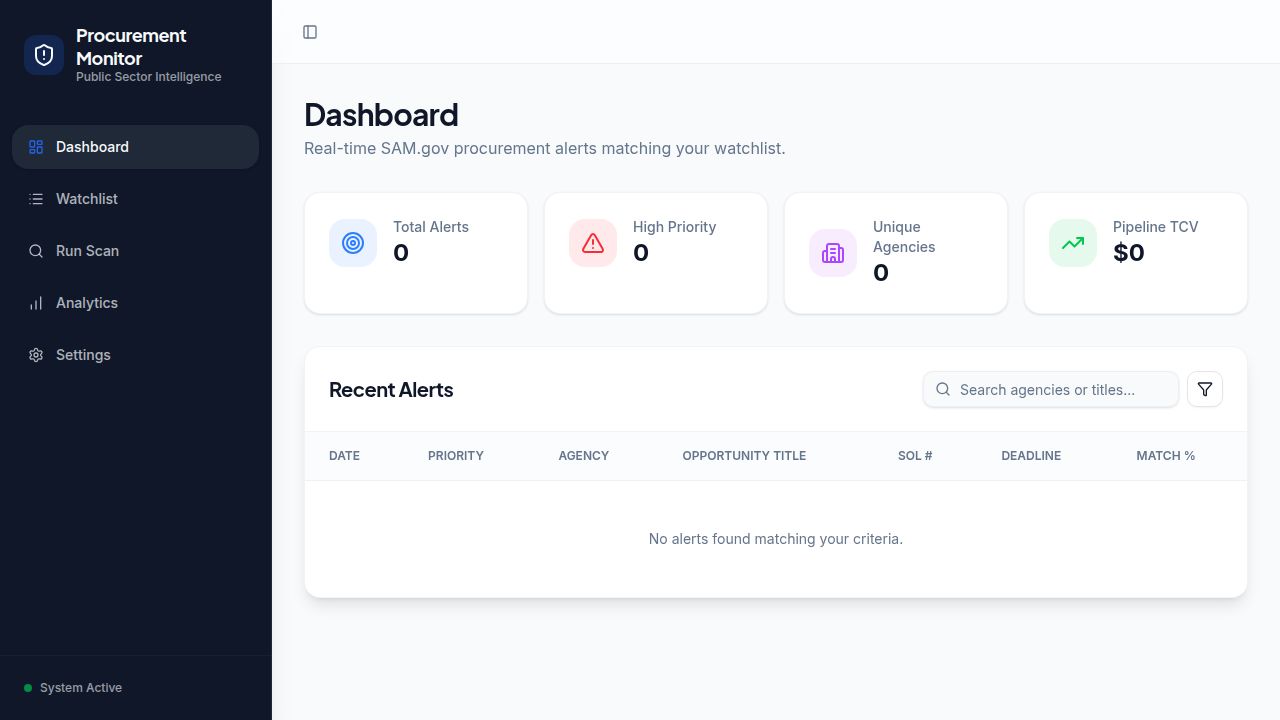 Procurement
Monitor
Public Sector Intelligence
Dashboard
Watchlist
Run Scan
Analytics
Settings
System Active
Dashboard
Real-time SAM.gov procurement alerts matching your watchlist.
Total Alerts
0
High Priority
0
Unique
Agencies
0
Pipeline TCV
$0
Recent Alerts
Search agencies or titles...
DATE PRIORITY AGENCY OPPORTUNITY TITLE SOL # DEADLINE MATCH %
No alerts found matching your criteria.